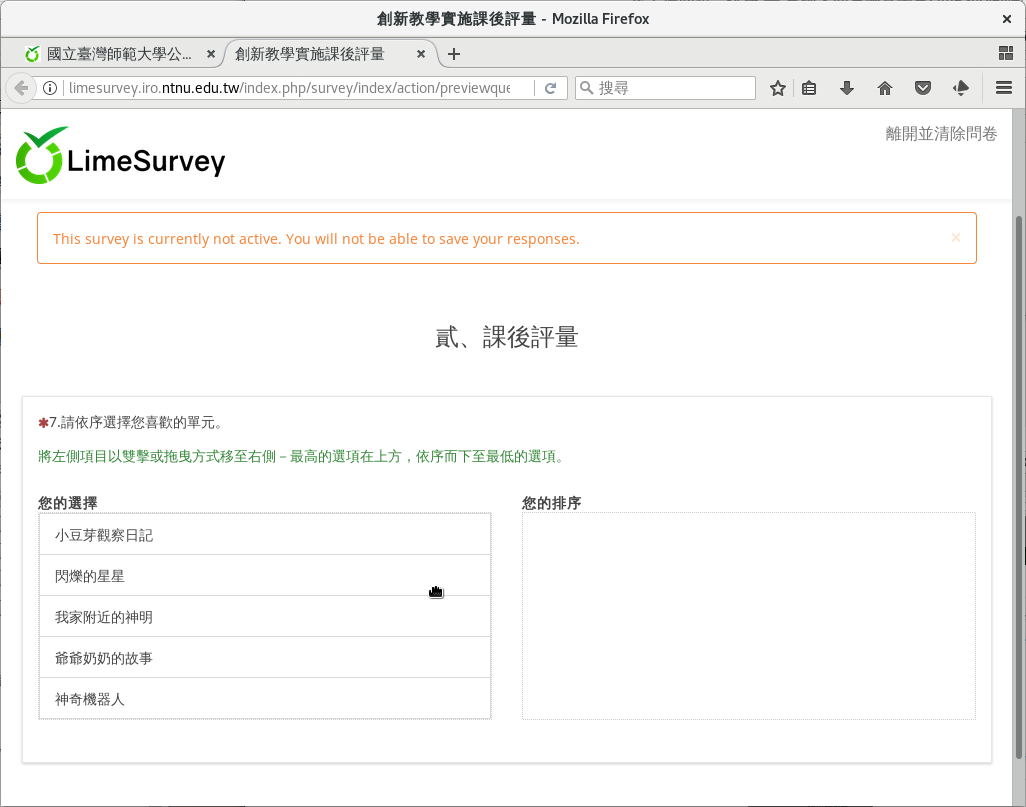 創新教學實施課後評量 - Mozilla Firefox
國立臺灣師範大學公...
創新教學實施課後評量
limesurvey.iro.ntnu.edu.tw/index.php/survey/index/action/previewque
搜尋
LimeSurvey
離開並清除問卷
This survey is currently not active. You will not be able to save your responses.
貳、課後評量
✱7.請依序選擇您喜歡的單元。
將左側項目以雙擊或拖曳方式移至右側－最高的選項在上方，依序而下至最低的選項。
您的選擇
您的排序
小豆芽觀察日記
閃爍的星星
我家附近的神明
爺爺奶奶的故事
神奇機器人